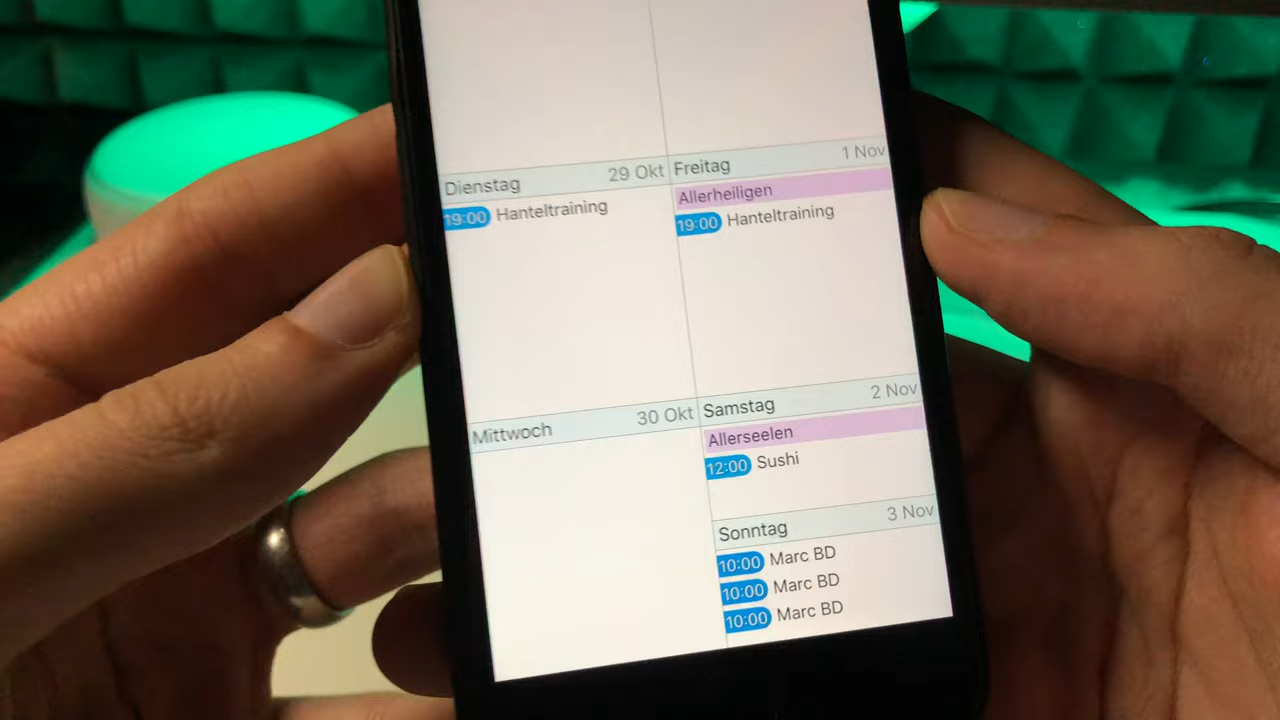 Dienstag 29 Okt
19:00 Hanteltraining
Mittwoch 30 Okt
Freitag 1 Nov
Allerheiligen
19:00 Hanteltraining
Samstag 2 Nov
Allerseelen
12:00 Sushi
Sonntag 3 Nov
10:00 Marc BD
10:00 Marc BD
10:00 Marc BD